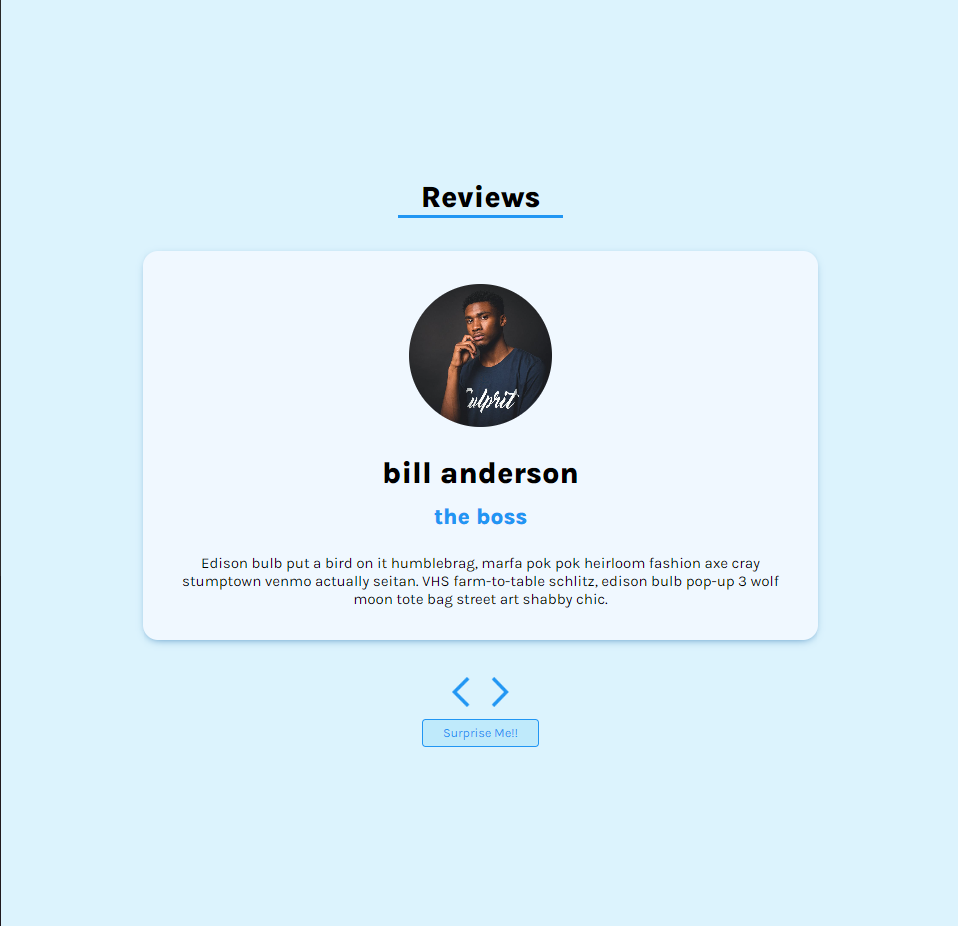 Reviews
ulprit
bill anderson
the boss
Edison bulb put a bird on it humblebrag, marfa pok pok heirloom fashion axe cray
stumptown venmo actually seitan. VHS farm-to-table schlitz, edison bulb pop-up 3 wolf
moon tote bag street art shabby chic.
Surprise Me!!